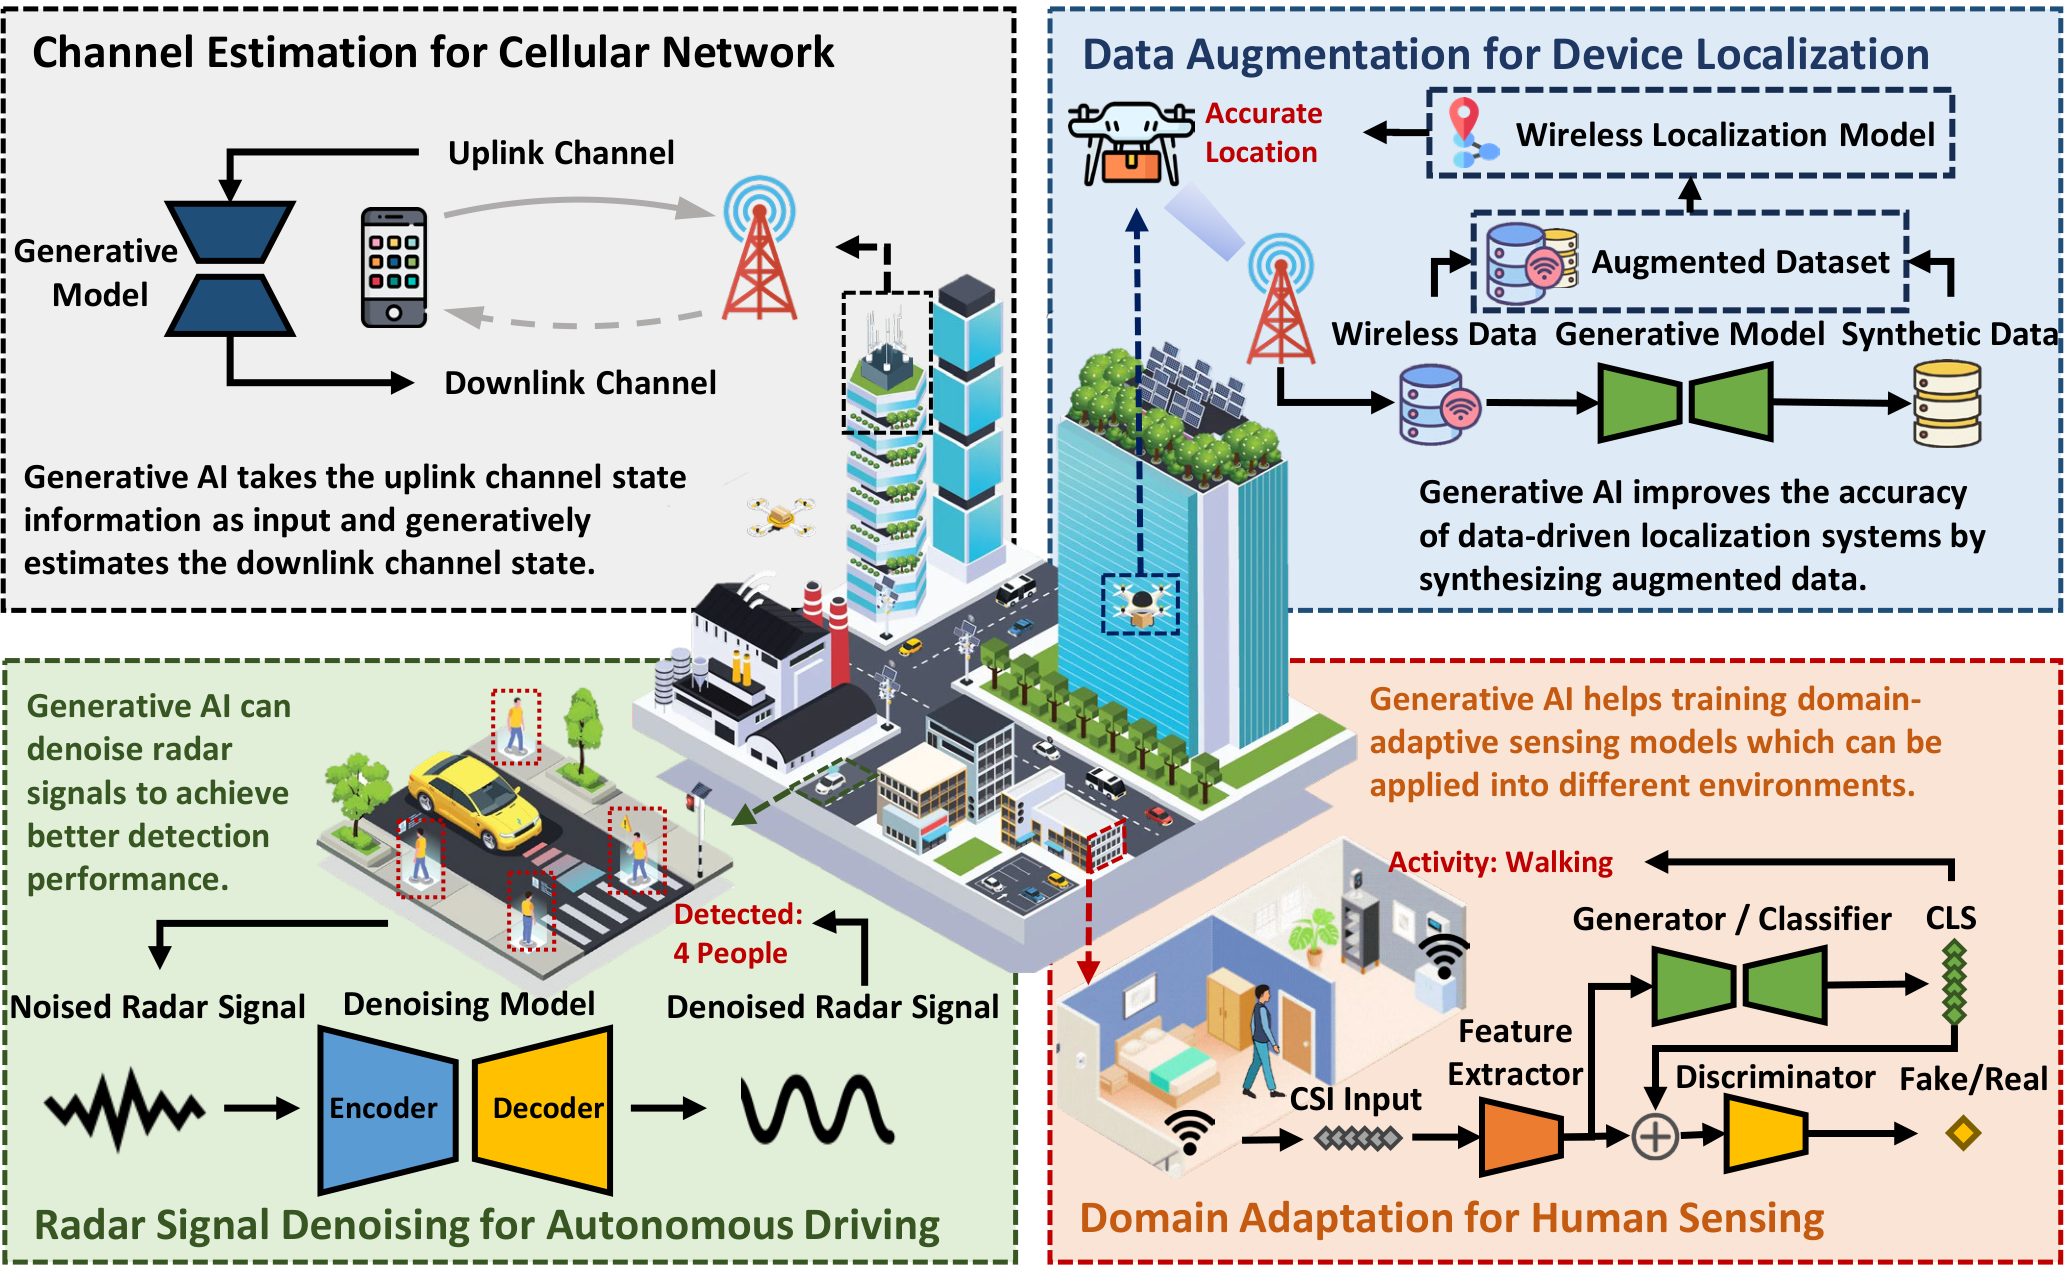 Channel Estimation for Cellular Network
Uplink Channel
Generative
Model
Downlink Channel
Generative AI takes the uplink channel state
information as input and generatively
estimates the downlink channel state.
Data Augmentation for Device Localization
Accurate
Location
Wireless Localization Model
Augmented Dataset
Wireless Data
Generative Model
Synthetic Data
Generative AI improves the accuracy
of data-driven localization systems by
synthesizing augmented data.
Generative AI can
denoise radar
signals to achieve
better detection
performance.
Detected:
4 People
Noised Radar Signal
Denoising Model
Denoised Radar Signal
Encoder
Decoder
Radar Signal Denoising for Autonomous Driving
Generative AI helps training domain-
adaptive sensing models which can be
applied into different environments.
Activity: Walking
Generator / Classifier
CLS
Feature
Extractor
Discriminator
Fake/Real
CSI Input
Domain Adaptation for Human Sensing